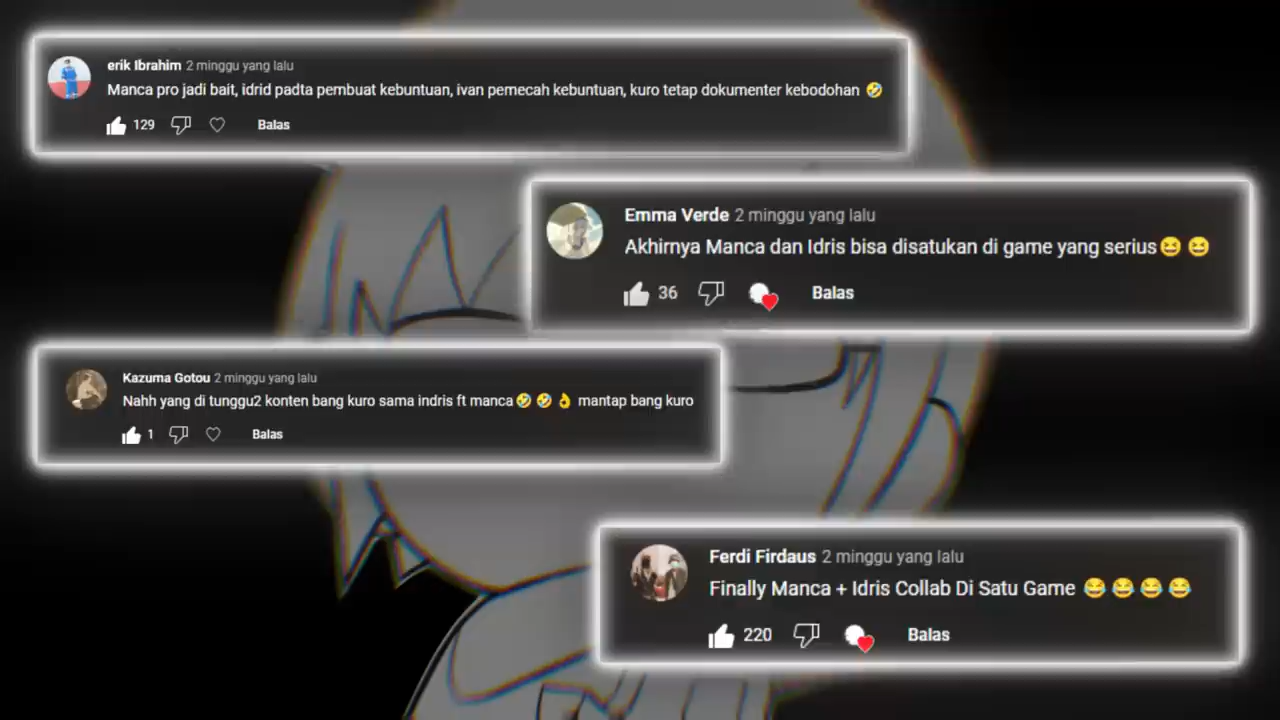 erik Ibrahim 2 minggu yang lalu
Manca pro jadi bait, idrid padta pembuat kebuntuan, ivan pemecah kebuntuan, kuro tetap dokumenter kebodohan 🤣
129 Balas
Emma Verde 2 minggu yang lalu
Akhirnya Manca dan Idris bisa disatukan di game yang serius😆 😆
36 Balas
Kazuma Gotou 2 minggu yang lalu
Nahh yang di tunggu2 konten bang kuro sama indris ft manca🤣 🤣 👌 mantap bang kuro
1 Balas
Ferdi Firdaus 2 minggu yang lalu
Finally Manca + Idris Collab Di Satu Game 😂 😂 😂 😂
220 Balas